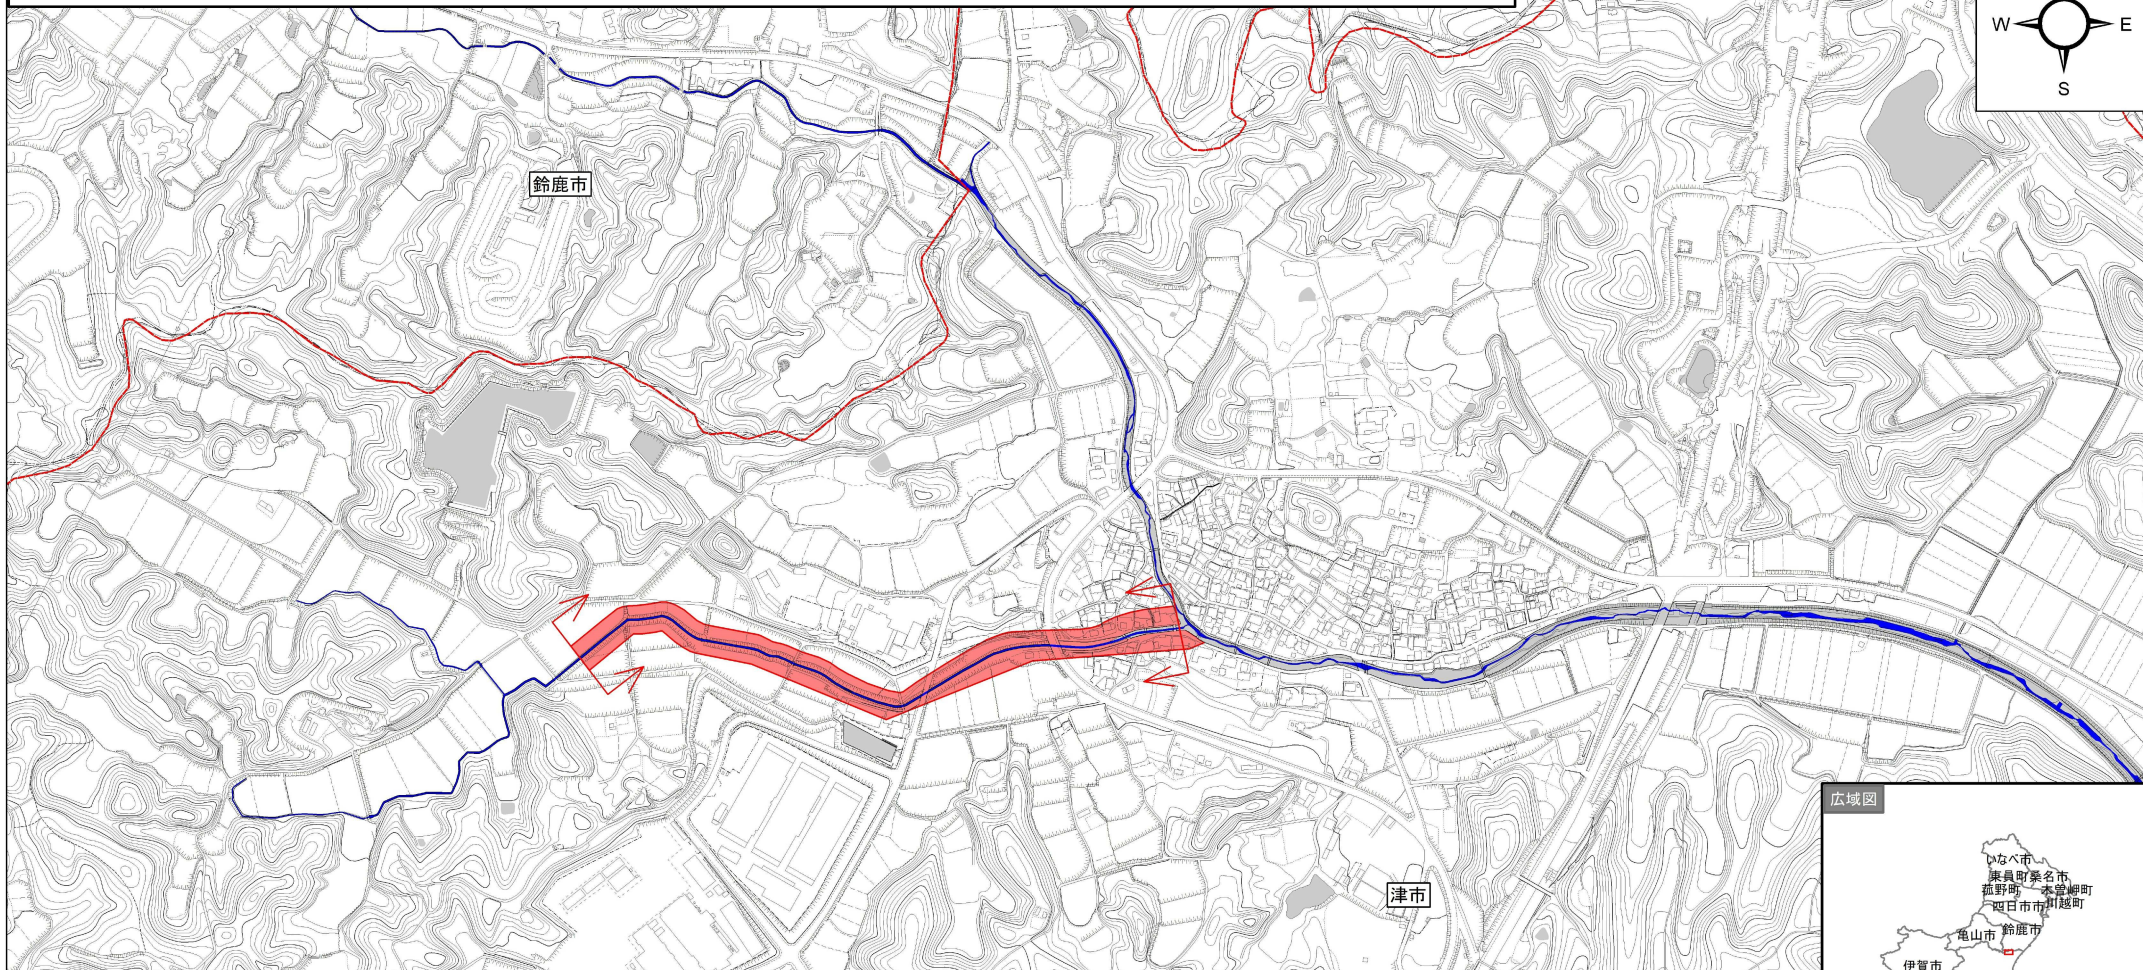 W E
S
鈴鹿市
津市
広域図
いなべ市
東員町桑名市
菰野町 木曽岬町
四日市市川越町
亀山市 鈴鹿市
伊賀市